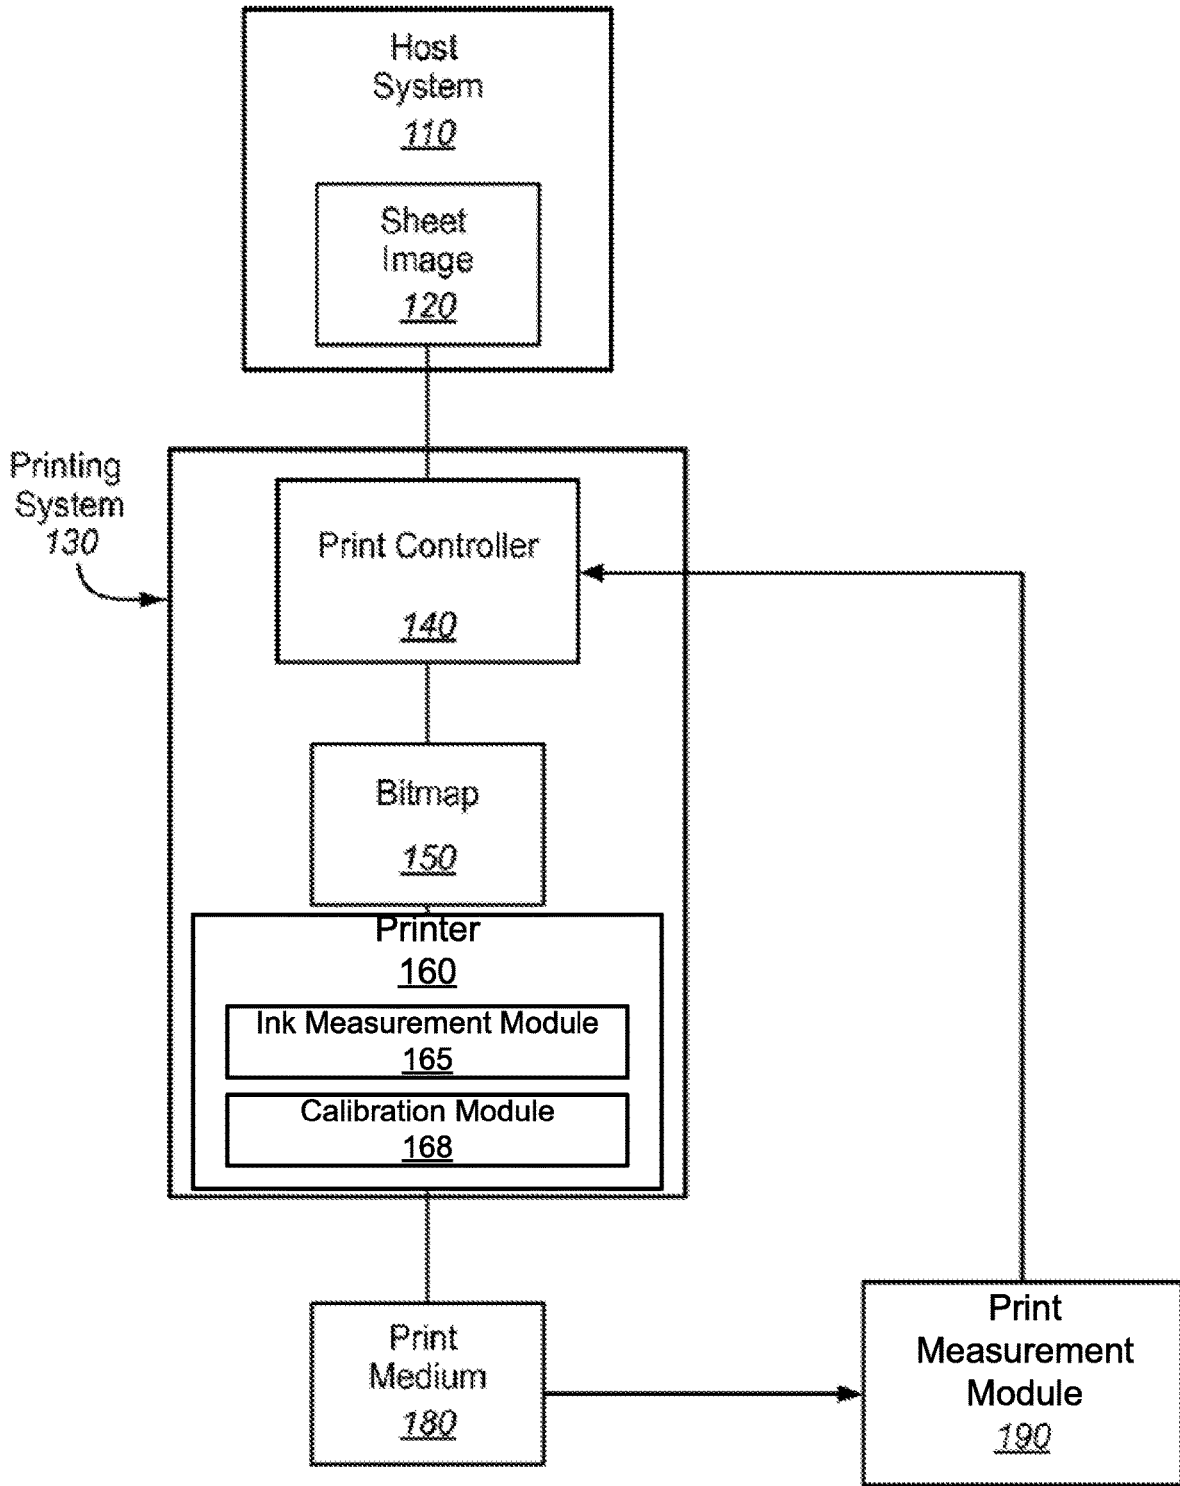 Host
System
110
Sheet
Image
120
Printing
System
130
Print Controller
140
Bitmap
150
Printer
160
Ink Measurement Module
165
Calibration Module
168
Print
Medium
180
Print
Measurement
Module
190